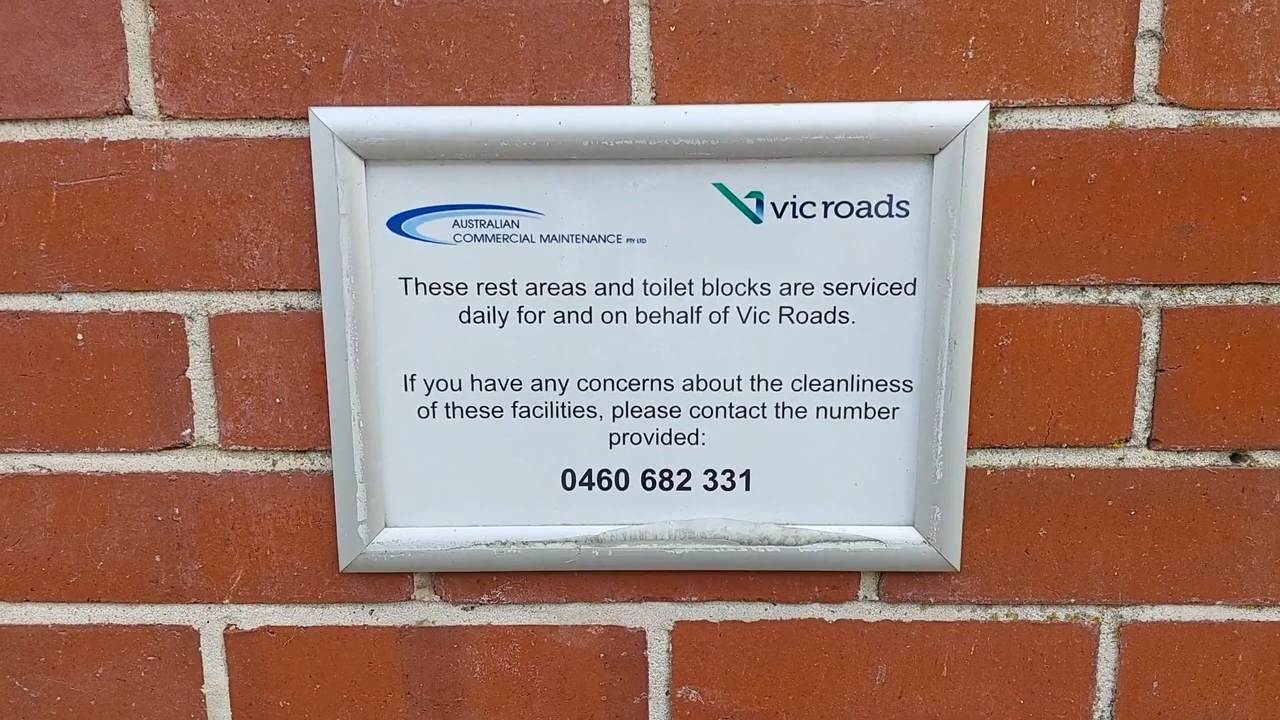 AUSTRALIAN
COMMERCIAL MAINTENANCE PTY LTD
vic roads
These rest areas and toilet blocks are serviced
daily for and on behalf of Vic Roads.
If you have any concerns about the cleanliness
of these facilities, please contact the number
provided:
0460 682 331